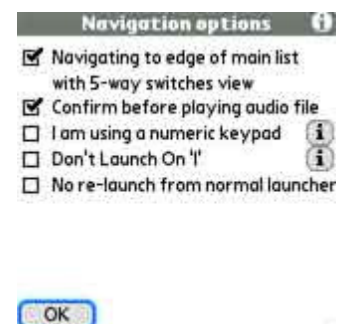 Navigation options
Navigating to edge of main list
with 5-way switches view
Confirm before playing audio file
I am using a numeric keypad
Don't Launch On 'I'
No re-launch from normal launcher
OK